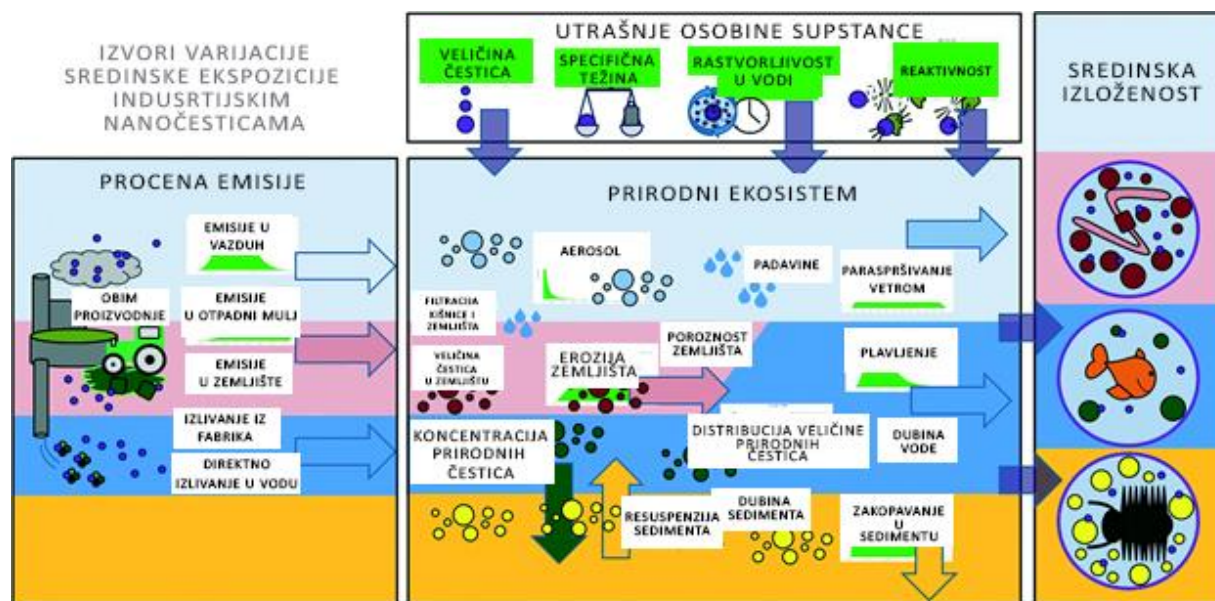 IZVORI VARIJACIJE
SREDINSKE EKSPOZICIJE
INDUSRTIJSKIM
NANOČESTICAMA
UTRAŠNJE OSOBINE SUPSTANCE
VELIČINA
ČESTICA
SPECIFIČNA
TEŽINA
RASTVORLJIVOST
U VODI
REAKTIVNOST
SREDINSKA
IZLOŽENOST
PROCENA EMISIJE
EMISIJE U
VAZDUH
OBIM
PROIZVODNJE
EMISIJE
U OTPADNI MULJ
EMISIJE
U ZEMLJIŠTE
IZLIVANJE IZ
FABRIKA
DIREKTNO
IZLIVANJE U VODU
PRIRODNI EKOSISTEM
AEROSOL
PADAVINE
PARASPRŠIVANJE
VETROM
FILTRACIJA
KIŠNICE I
ZEMLJIŠTA
VELIČINA
ČESTICA
U ZEMLJIŠTU
EROZIJA
ZEMLJIŠTA
POROZNOST
ZEMLJIŠTA
PLAVLJENJE
KONCENTRACIJA
PRIRODNIH
ČESTICA
DISTRIBUCIJA VELIČINE
PRIRODNIH
ČESTICA
DUBINA
VODE
RESUSPENZIJA
SEDIMENTA
DUBINA
SEDIMENTA
ZAKOPAVANJE
U
SEDIMENTU